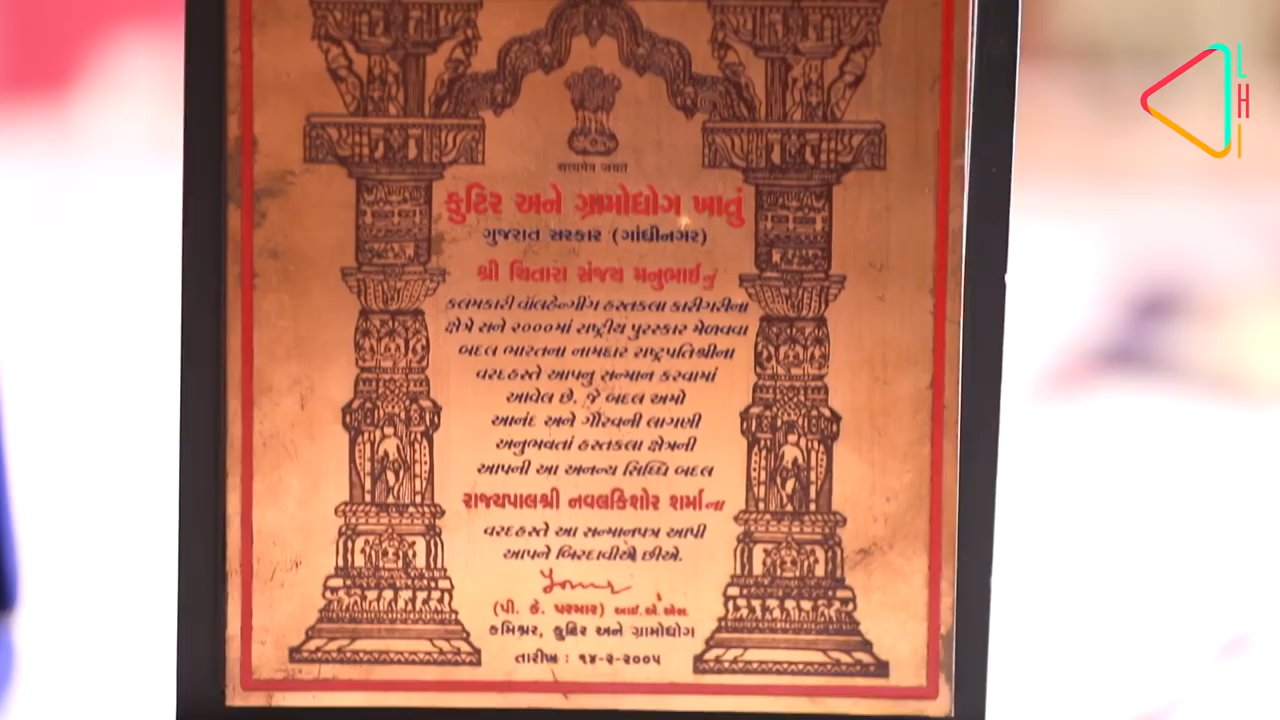 सत्यमेव जयते
કુટિર અને ગ્રામોદ્યોગ ખાતું
ગુજરાત સરકાર (ગાંધીનગર)
શ્રી ચિતારા સંજય મનુભાઈનું
કલમકારી વૉલહેન્ગીંગ હસ્તકલા કારીગરીના
ક્ષેત્રે સને ૨૦૦૦માં રાષ્ટ્રીય પુરસ્કાર મેળવવા
બદલ ભારતના નામદાર રાષ્ટ્રપતિશ્રીના
વરદહસ્તે આપનુ સન્માન કરવામાં
આવેલ છે. જે બદલ અમો
આનંદ અને ગૌરવની લાગણી
અનુભવતાં હસ્તકલા ક્ષેત્રની
આપની આ અનન્ય સિધ્ધિ બદલ
રાજ્યપાલશ્રી નવલકિશોર શર્માના
વરદહસ્તે આ સન્માનપત્ર આપી
આપને બિરદાવીએ છીએ.
(પી. કે. પરમાર) આઈ.એ.એસ.
કમિશ્નર, કુટિર અને ગ્રામોદ્યોગ
તારીખ : ૧૪-૨-૨૦૦૫
LHI